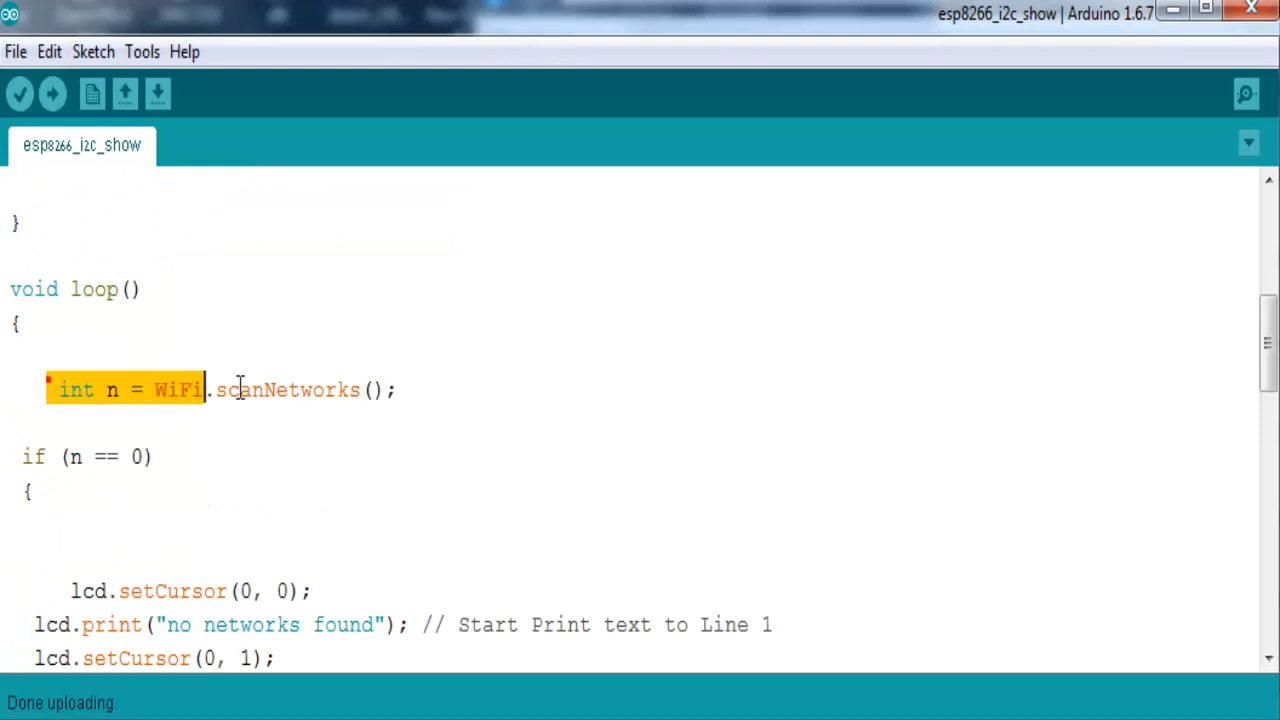 esp8266_i2c_show | Arduino 1.6.7
File Edit Sketch Tools Help
esp8266_i2c_show
}
void loop()
{
int n = WiFi.scanNetworks();
if (n == 0)
{
lcd.setCursor(0, 0);
lcd.print("no networks found"); // Start Print text to Line 1
lcd.setCursor(0, 1);
Done uploading.